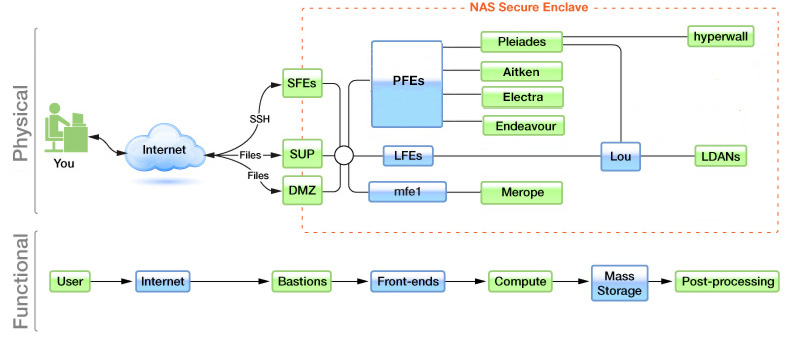 NAS Secure Enclave
Physical
You
Internet
SSH
Files
Files
SFEs
SUP
DMZ
PFEs
LFEs
mfe1
Pleiades
Aitken
Electra
Endeavour
Merope
hyperwall
Lou
LDANs
Functional
User
Internet
Bastions
Front-ends
Compute
Mass
Storage
Post-processing